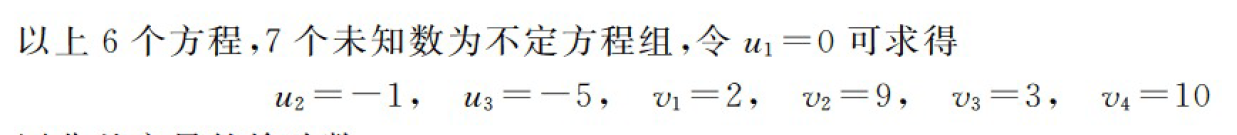 以上 6 个方程,7 个未知数为不定方程组,令 u₁=0 可求得
u₂=-1, u₃=-5, v₁=2, v₂=9, v₃=3, v₄=10